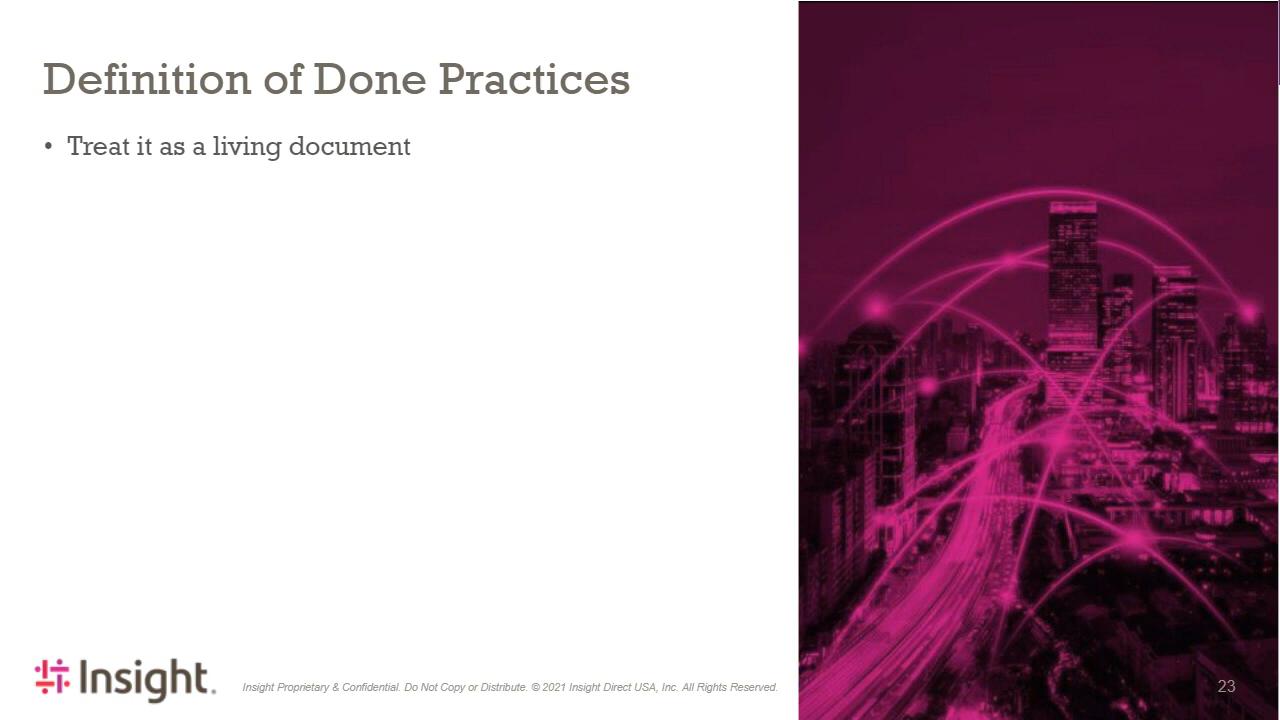 Definition of Done Practices
• Treat it as a living document
Insight.
Insight Proprietary & Confidential. Do Not Copy or Distribute. © 2021 Insight Direct USA, Inc. All Rights Reserved.
23